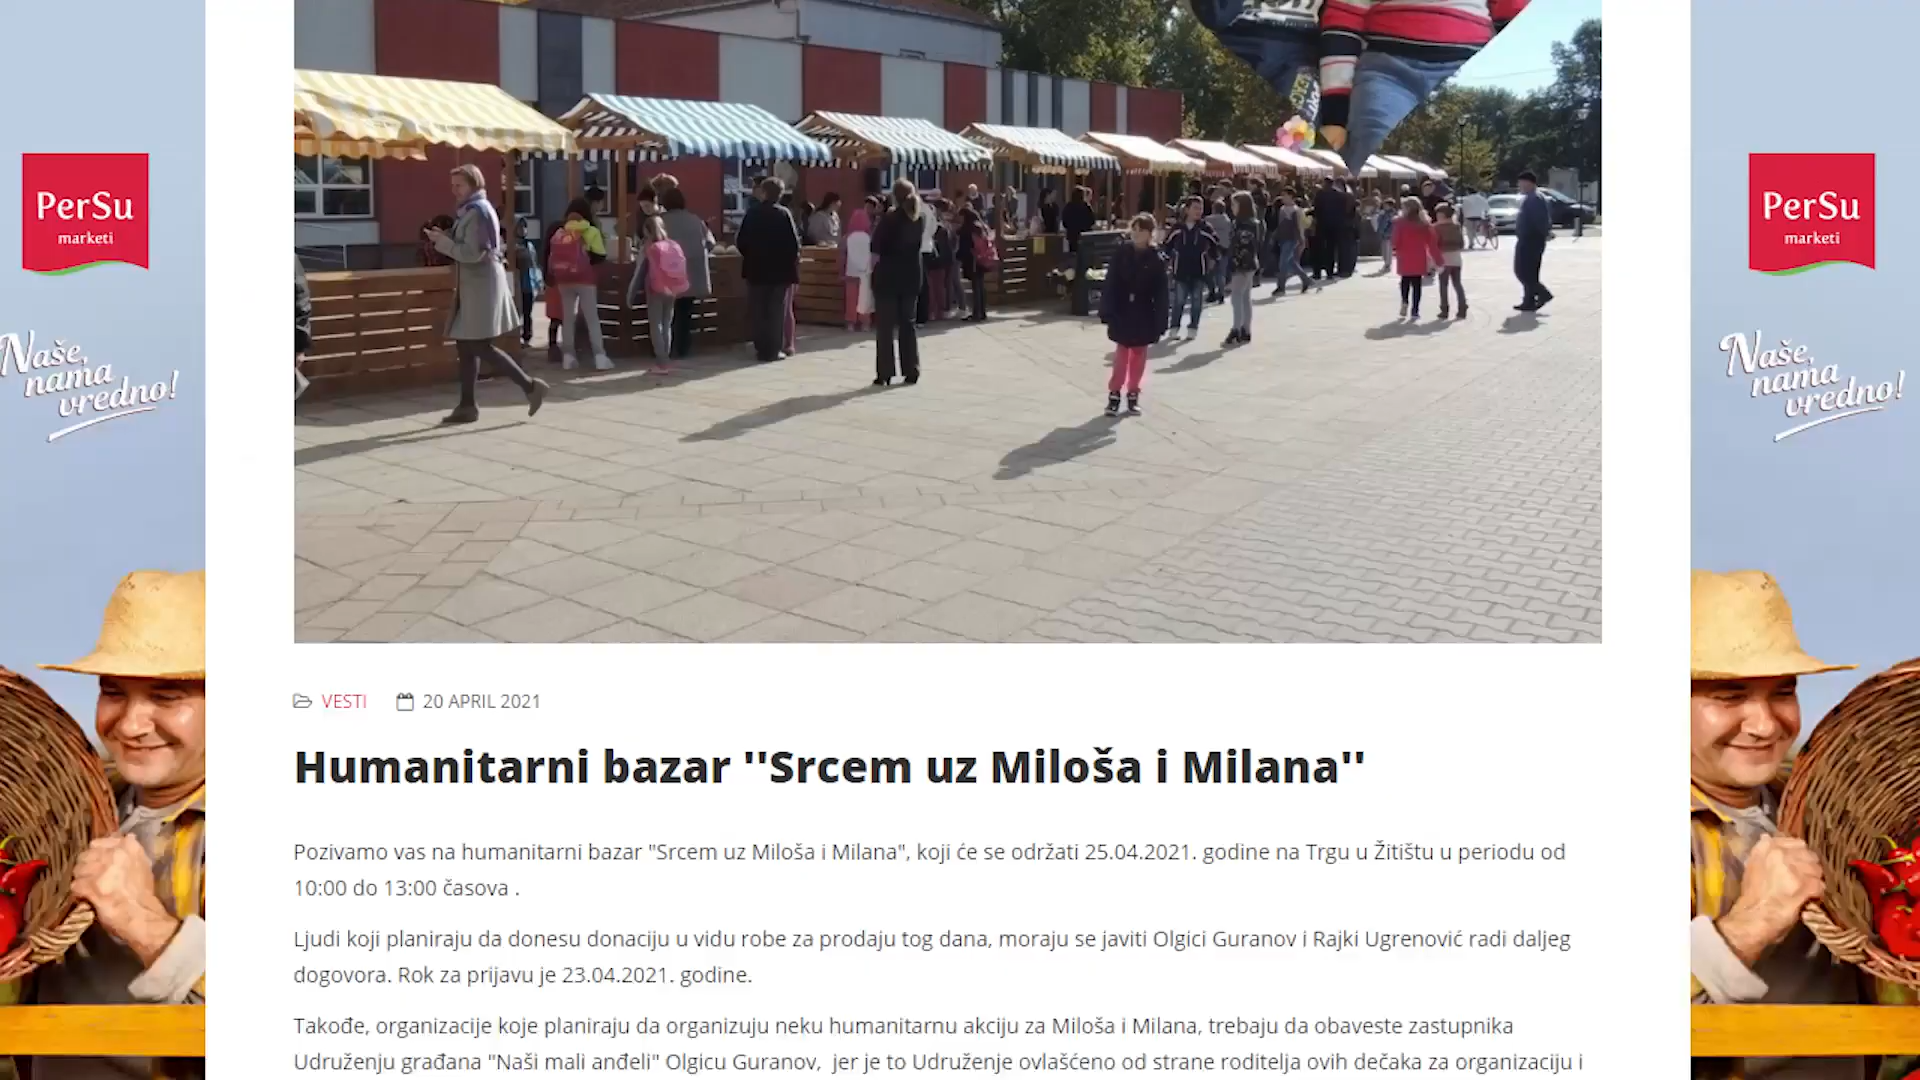 PerSu
marketi
Naše,
nama
vredno!
PerSu
marketi
Naše,
nama
vredno!
VESTI 20 APRIL 2021
Humanitarni bazar ''Srcem uz Miloša i Milana''
Pozivamo vas na humanitarni bazar "Srcem uz Miloša i Milana", koji će se održati 25.04.2021. godine na Trgu u Žitištu u periodu od
10:00 do 13:00 časova .
Ljudi koji planiraju da donesu donaciju u vidu robe za prodaju tog dana, moraju se javiti Olgici Guranov i Rajki Ugrenović radi daljeg
dogovora. Rok za prijavu je 23.04.2021. godine.
Takođe, organizacije koje planiraju da organizuju neku humanitarnu akciju za Miloša i Milana, trebaju da obaveste zastupnika
Udruženju građana "Naši mali anđeli" Olgicu Guranov, jer je to Udruženje ovlašćeno od strane roditelja ovih dečaka za organizaciju i